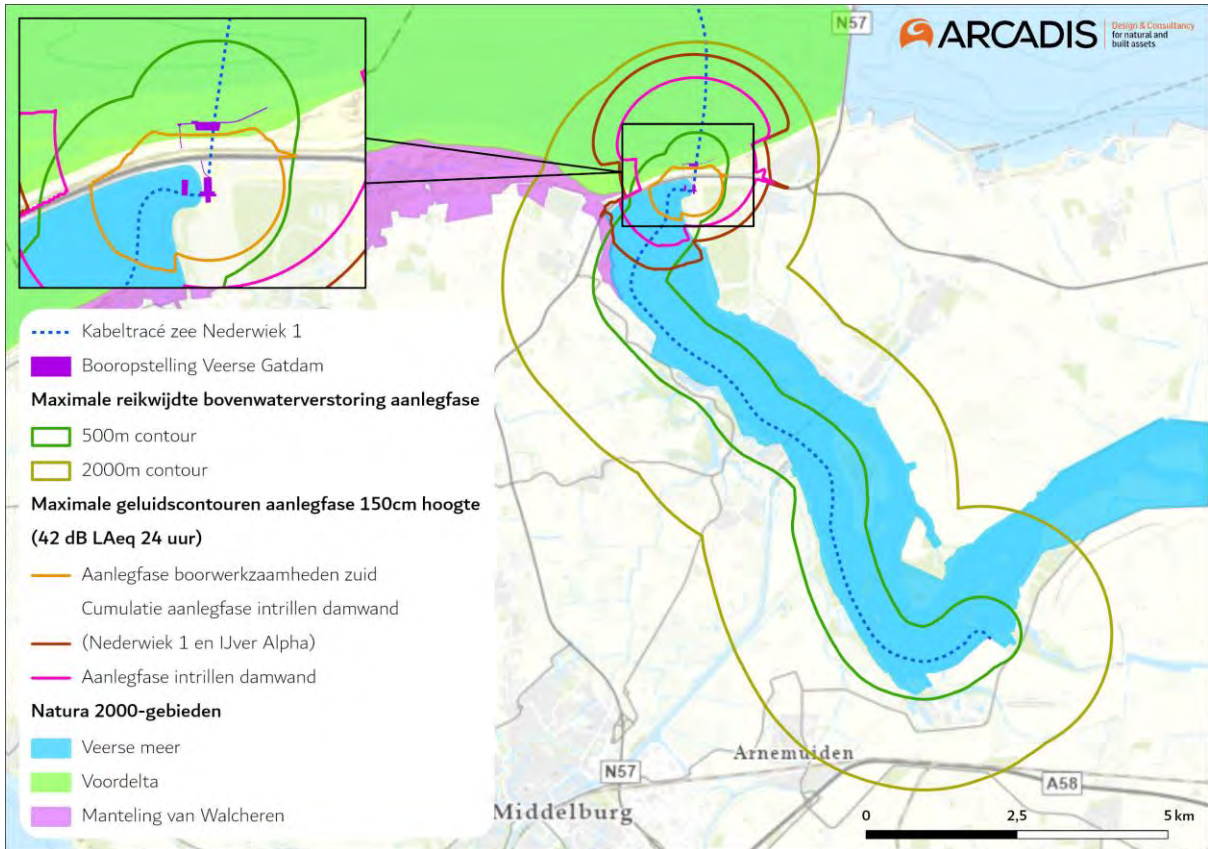 N57
ARCADIS
Design & Consultancy
for natural and
built assets
Kabeltracé zee Nederwiek 1
Booropstelling Veerse Gatdam
Maximale reikwijdte bovenwaterverstoring aanlegfase
500m contour
2000m contour
Maximale geluidscontouren aanlegfase 150cm hoogte
(42 dB LAeq 24 uur)
Aanlegfase boorwerkzaamheden zuid
Cumulatie aanlegfase intrillen damwand
(Nederwiek 1 en IJver Alpha)
Aanlegfase intrillen damwand
Natura 2000-gebieden
Veerse meer
Voordelta
Manteling van Walcheren
Arnemuiden
N57
A58
Middelburg
0 2,5 5 km